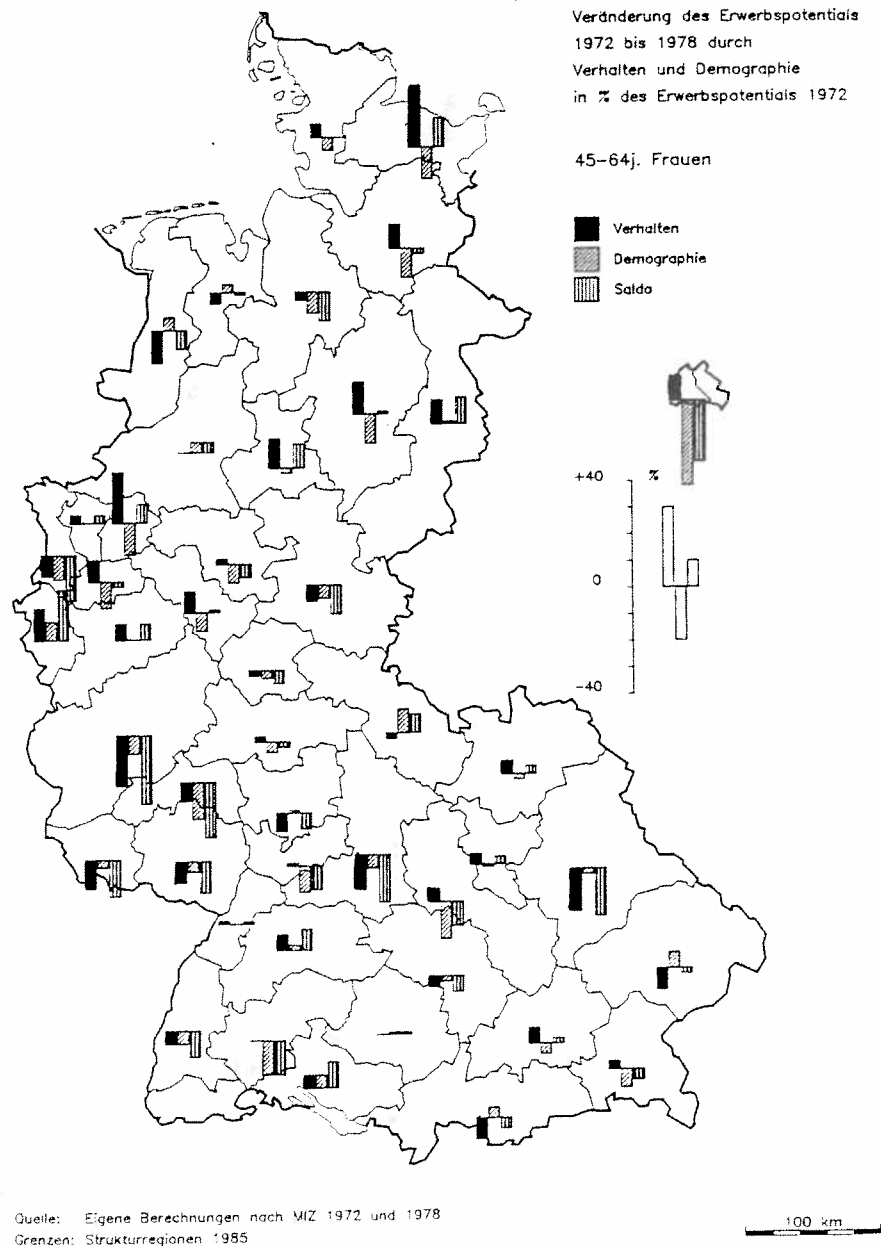 Veränderung des Erwerbspotentials
1972 bis 1978 durch
Verhalten und Demographie
in % des Erwerbspotentials 1972
45-64j. Frauen
Verhalten
Demographie
Saldo
+40 %
0
-40
Quelle: Eigene Berechnungen nach MIZ 1972 und 1978
Grenzen: Strukturregionen 1985
100 km